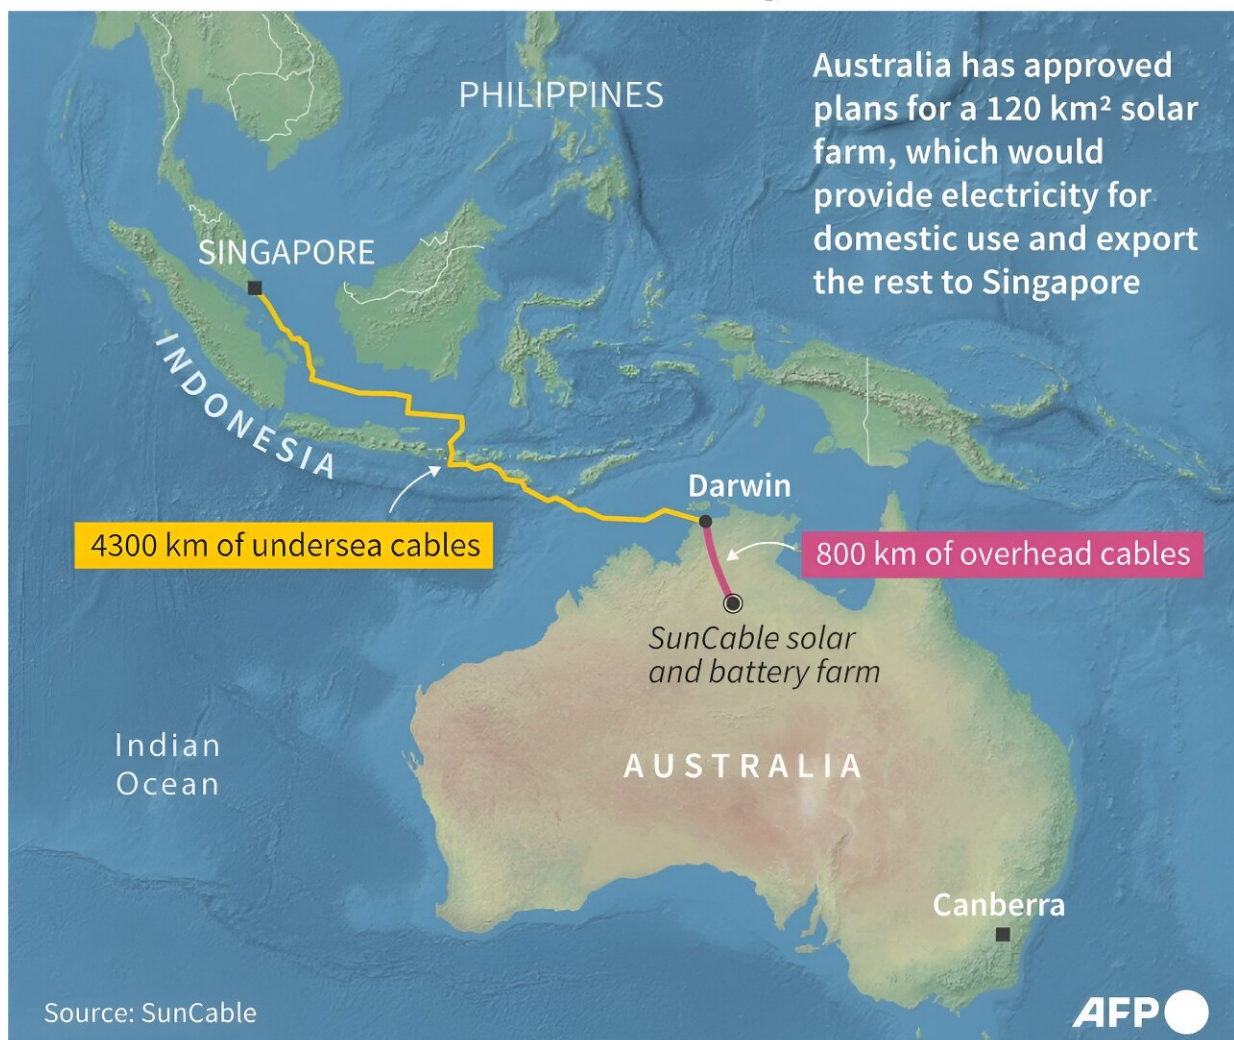 PHILIPPINES
Australia has approved
plans for a 120 km² solar
farm, which would
provide electricity for
domestic use and export
the rest to Singapore
SINGAPORE
INDONESIA
Darwin
4300 km of undersea cables
800 km of overhead cables
SunCable solar
and battery farm
Indian
Ocean
AUSTRALIA
Canberra
Source: SunCable
AFP